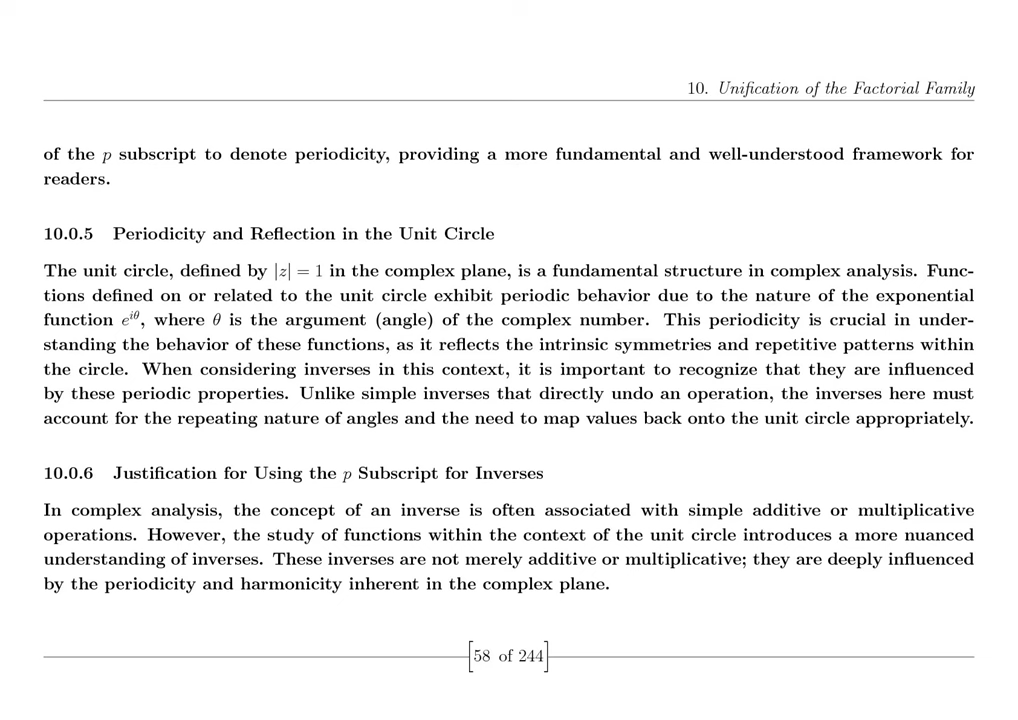 10. Unification of the Factorial Family
of the p subscript to denote periodicity, providing a more fundamental and well-understood framework for
readers.
10.0.5 Periodicity and Reflection in the Unit Circle
The unit circle, defined by |z| = 1 in the complex plane, is a fundamental structure in complex analysis. Func-
tions defined on or related to the unit circle exhibit periodic behavior due to the nature of the exponential
function e^{iθ}, where θ is the argument (angle) of the complex number. This periodicity is crucial in under-
standing the behavior of these functions, as it reflects the intrinsic symmetries and repetitive patterns within
the circle. When considering inverses in this context, it is important to recognize that they are influenced
by these periodic properties. Unlike simple inverses that directly undo an operation, the inverses here must
account for the repeating nature of angles and the need to map values back onto the unit circle appropriately.
10.0.6 Justification for Using the p Subscript for Inverses
In complex analysis, the concept of an inverse is often associated with simple additive or multiplicative
operations. However, the study of functions within the context of the unit circle introduces a more nuanced
understanding of inverses. These inverses are not merely additive or multiplicative; they are deeply influenced
by the periodicity and harmonicity inherent in the complex plane.
[58 of 244]